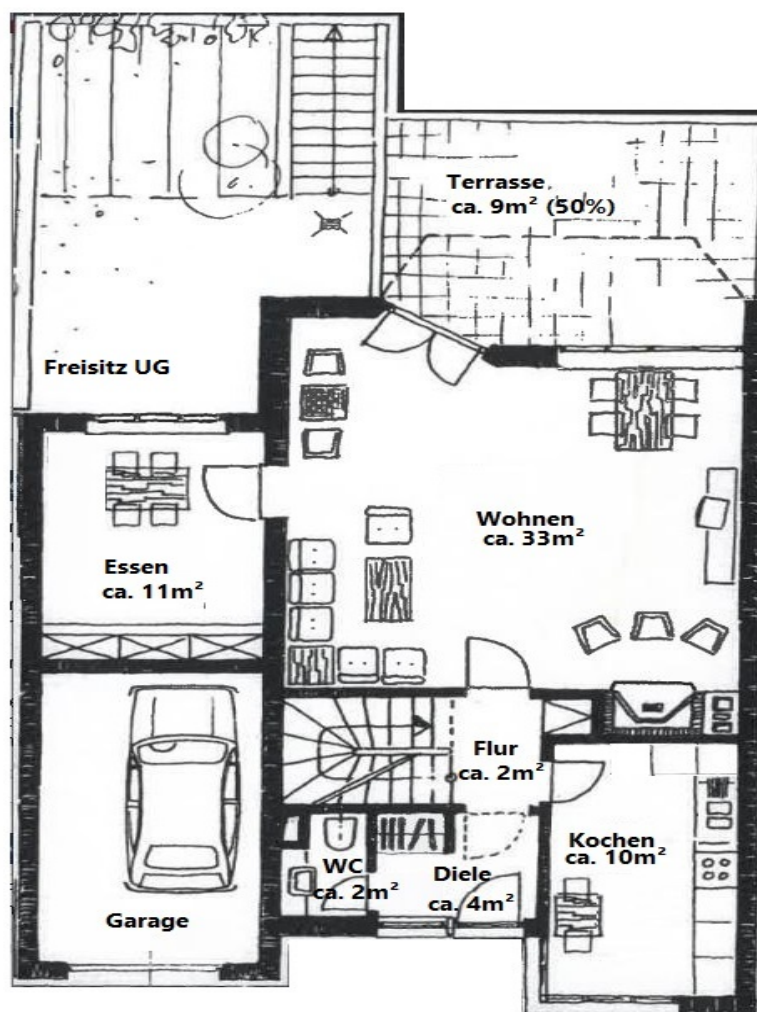 Terrasse
ca. 9m² (50%)
Freisitz UG
Wohnen
ca. 33m²
Essen
ca. 11m²
Flur
ca. 2m²
Kochen
ca. 10m²
WC
ca. 2m²
Diele
ca. 4m²
Garage